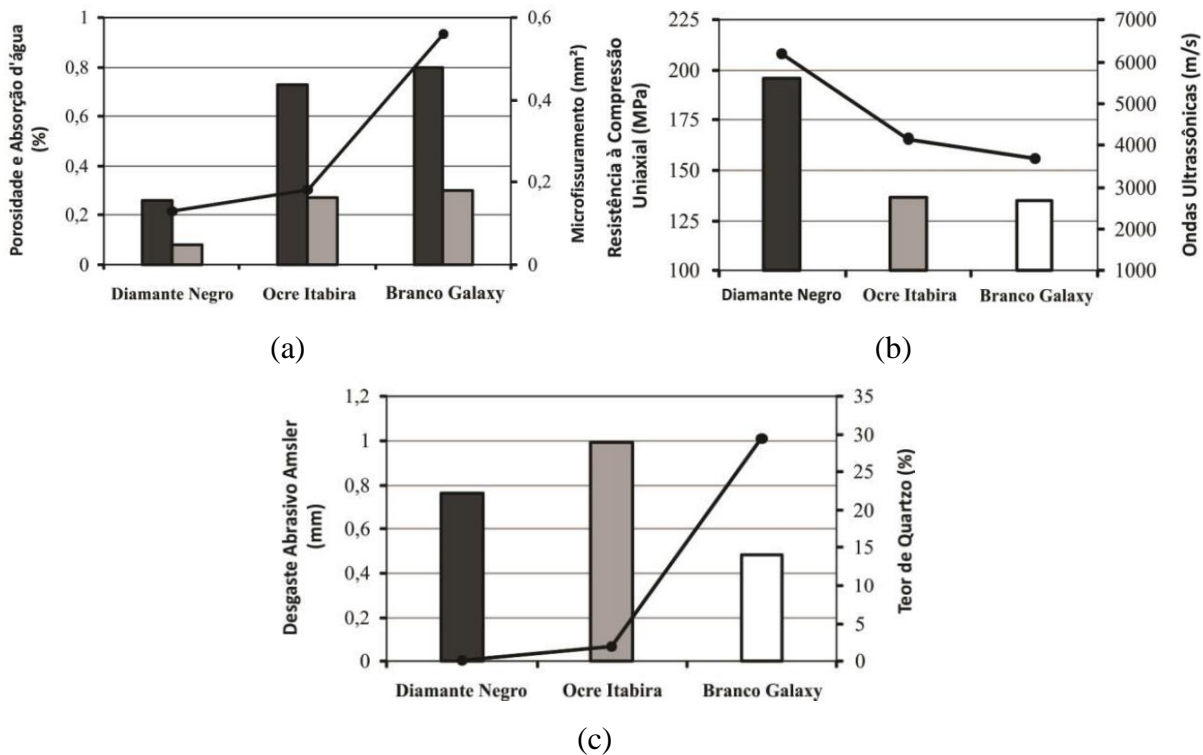 Porosidade e Absorção d'água
(%)
1
0,8
0,6
0,4
0,2
0
0,6
0,4
0,2
0
Microfissuramento (mm²)
Diamante Negro
Ocre Itabira
Branco Galaxy
(a)
Resistência à Compressão
Uniaxial (MPa)
225
200
175
150
125
100
7000
6000
5000
4000
3000
2000
1000
Ondas Ultrassônicas (m/s)
Diamante Negro
Ocre Itabira
Branco Galaxy
(b)
Desgaste Abrasivo Amsler
(mm)
1,2
1
0,8
0,6
0,4
0,2
0
35
30
25
20
15
10
5
0
Teor de Quartzo (%)
Diamante Negro
Ocre Itabira
Branco Galaxy
(c)